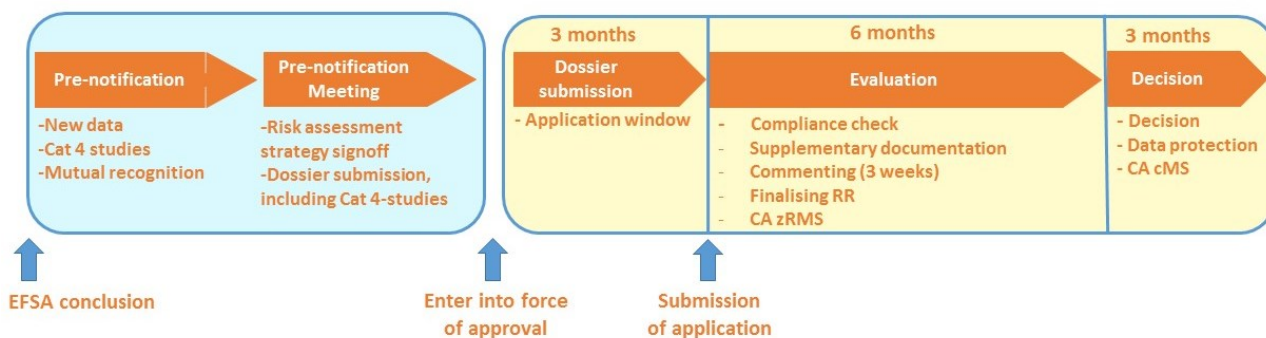 3 months
6 months
3 months
Pre-notification
Pre-notification
Meeting
Dossier
submission
Evaluation
Decision
-New data
-Cat 4 studies
-Mutual recognition
-Risk assessment
strategy signoff
-Dossier submission,
including Cat 4-studies
- Application window
- Compliance check
- Supplementary documentation
- Commenting (3 weeks)
- Finalising RR
- CA zRMS
- Decision
- Data protection
- CA cMS
EFSA conclusion
Enter into force
of approval
Submission
of application